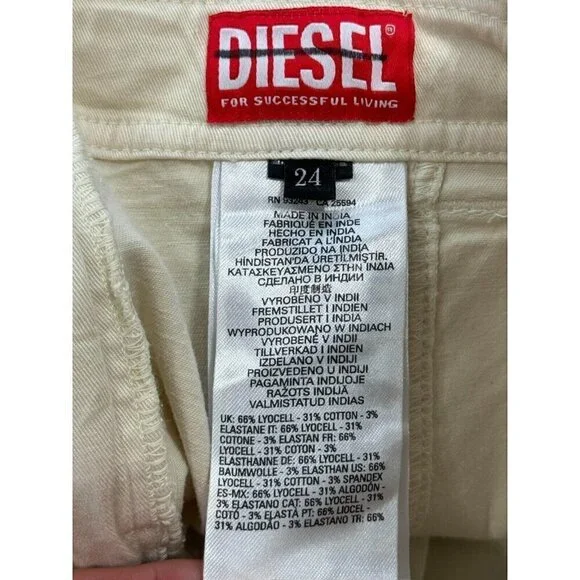 DIESEL
FOR SUCCESSFUL LIVING
24
RN 93243 CA 25594
MADE IN INDIA
FABRIQUÉ EN INDE
HECHO EN INDIA
FABRICAT A L'ÍNDIA
PRODUZIDO NA INDIA
HİNDİSTAN'DA ÜRETİLMİŞTİR.
ΚΑΤΑΣΚΕΥΑΣΜΕΝΟ ΣΤΗΝ ΙΝΔΙΑ
СДЕЛАНО В ИНДИИ
印度制造
VYROBENO V INDII
FREMSTILLET I INDIEN
PRODUSERT I INDIA
WYPRODUKOWANO W INDIACH
VYROBENÉ V INDII
TILLVERKAD I INDIEN
IZDELANO V INDIJI
PROIZVEDENO U INDIJI
PAGAMINTA INDIJOJE
RAŽOTS INDIJĀ
VALMISTATUD INDIAS
UK: 66% LYOCELL - 31% COTTON - 3%
ELASTANE IT: 66% LYOCELL - 31%
COTONE - 3% ELASTAN FR: 66%
LYOCELL - 31% COTON - 3%
ELASTHANNE DE: 66% LYOCELL - 31%
BAUMWOLLE - 3% ELASTHAN US: 66%
LYOCELL - 31% COTTON - 3% SPANDEX
ES-MX: 66% LYOCELL - 31% ALGODÓN -
3% ELASTANO CAT: 66% LYOCELL - 31%
COTÓ - 3% ELASTÀ PT: 66% LIOCEL -
31% ALGODÃO - 3% ELASTANO TR: 66%